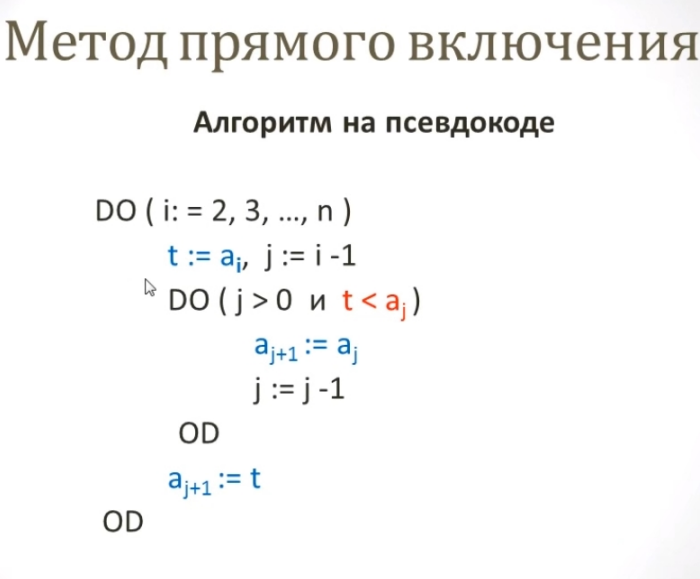 Метод прямого включения
Алгоритм на псевдокоде
DO ( i: = 2, 3, ..., n )
t := aᵢ, j := i -1
DO ( j > 0 и t < aⱼ )
aⱼ₊₁ := aⱼ
j := j -1
OD
aⱼ₊₁ := t
OD